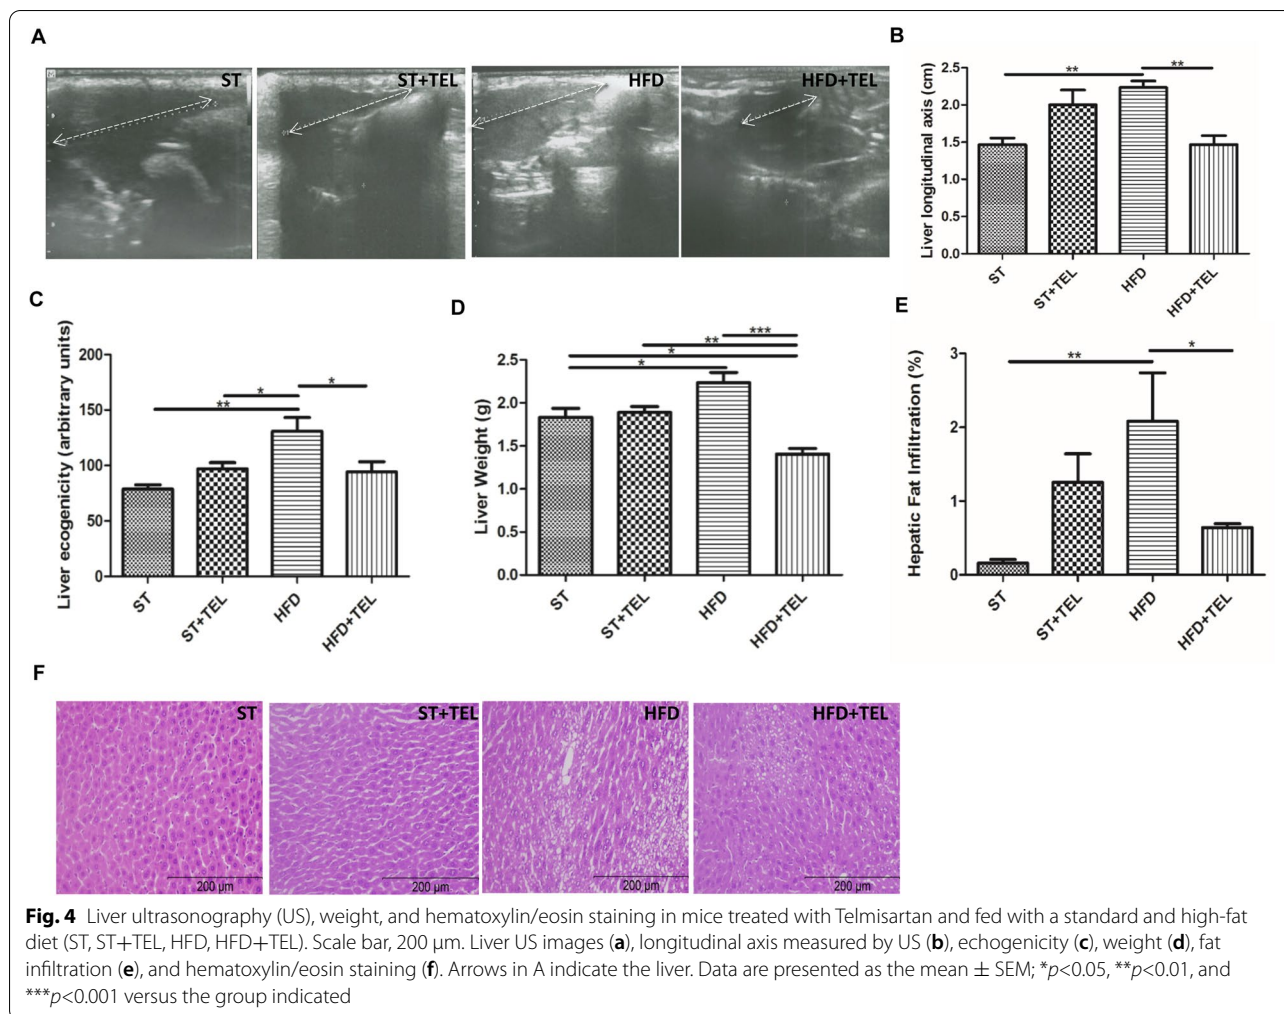 A
ST
ST+TEL
HFD
HFD+TEL
B
Liver longitudinal axis (cm)
2.5
2.0
1.5
1.0
0.5
0.0
**
**
ST
ST+TEL
HFD
HFD+TEL
C
Liver ecogenicity (arbitrary units)
200
150
100
50
0
*
*
**
ST
ST+TEL
HFD
HFD+TEL
D
Liver Weight (g)
2.5
2.0
1.5
1.0
0.5
0.0
***
**
*
*
ST
ST+TEL
HFD
HFD+TEL
E
Hepatic Fat Infiltration (%)
3
2
1
0
**
*
ST
ST+TEL
HFD
HFD+TEL
F
ST
ST+TEL
HFD
HFD+TEL
200 µm
200 µm
200 µm
200 µm
Fig. 4 Liver ultrasonography (US), weight, and hematoxylin/eosin staining in mice treated with Telmisartan and fed with a standard and high-fat
diet (ST, ST+TEL, HFD, HFD+TEL). Scale bar, 200 µm. Liver US images (a), longitudinal axis measured by US (b), echogenicity (c), weight (d), fat
infiltration (e), and hematoxylin/eosin staining (f). Arrows in A indicate the liver. Data are presented as the mean ± SEM; *p<0.05, **p<0.01, and
***p<0.001 versus the group indicated